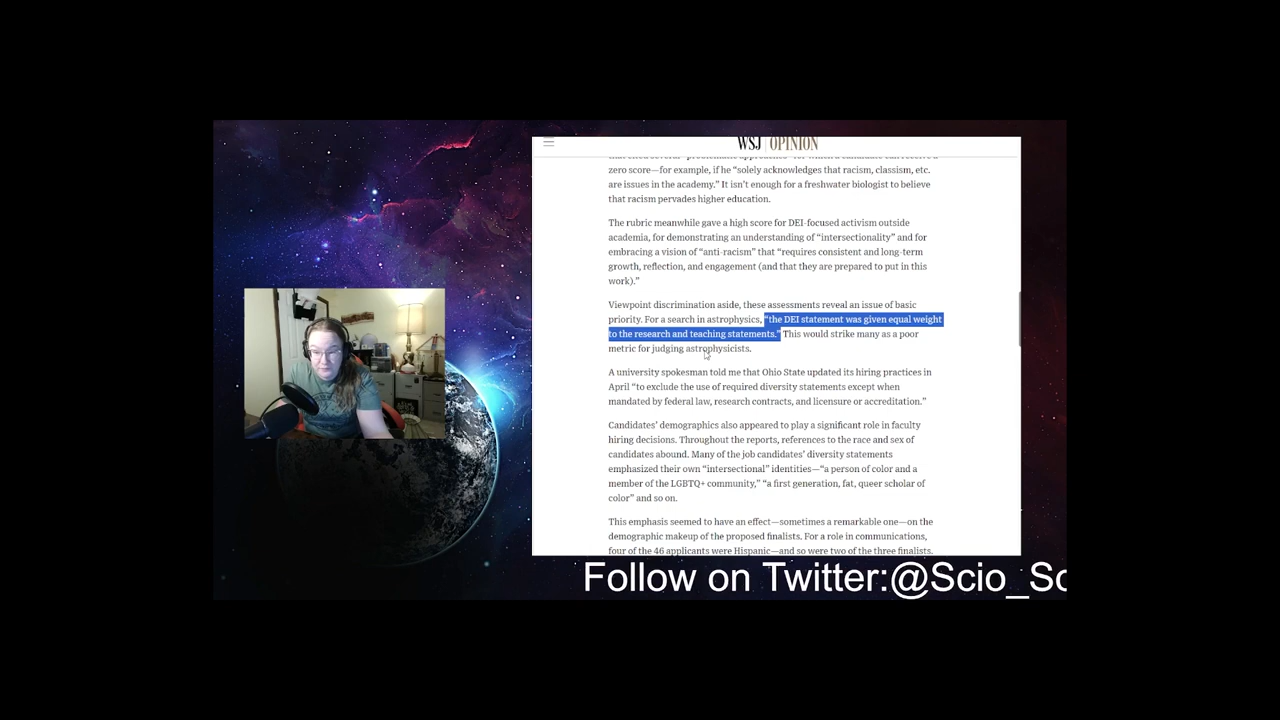 WSJ | OPINION
zero score—for example, if he “solely acknowledges that racism, classism, etc.
are issues in the academy.” It isn’t enough for a freshwater biologist to believe
that racism pervades higher education.
The rubric meanwhile gave a high score for DEI-focused activism outside
academia, for demonstrating an understanding of “intersectionality” and for
embracing a vision of “anti-racism” that “requires consistent and long-term
growth, reflection, and engagement (and that they are prepared to put in this
work).”
Viewpoint discrimination aside, these assessments reveal an issue of basic
priority. For a search in astrophysics, “the DEI statement was given equal weight
to the research and teaching statements.” This would strike many as a poor
metric for judging astrophysicists.
A university spokesman told me that Ohio State updated its hiring practices in
April “to exclude the use of required diversity statements except when
mandated by federal law, research contracts, and licensure or accreditation.”
Candidates’ demographics also appeared to play a significant role in faculty
hiring decisions. Throughout the reports, references to the race and sex of
candidates abound. Many of the job candidates’ diversity statements
emphasized their own “intersectional” identities—“a person of color and a
member of the LGBTQ+ community,” “a first generation, fat, queer scholar of
color” and so on.
This emphasis seemed to have an effect—sometimes a remarkable one—on the
demographic makeup of the proposed finalists. For a role in communications,
four of the 46 applicants were Hispanic—and so were two of the three finalists.
Follow on Twitter:@Scio_Sc